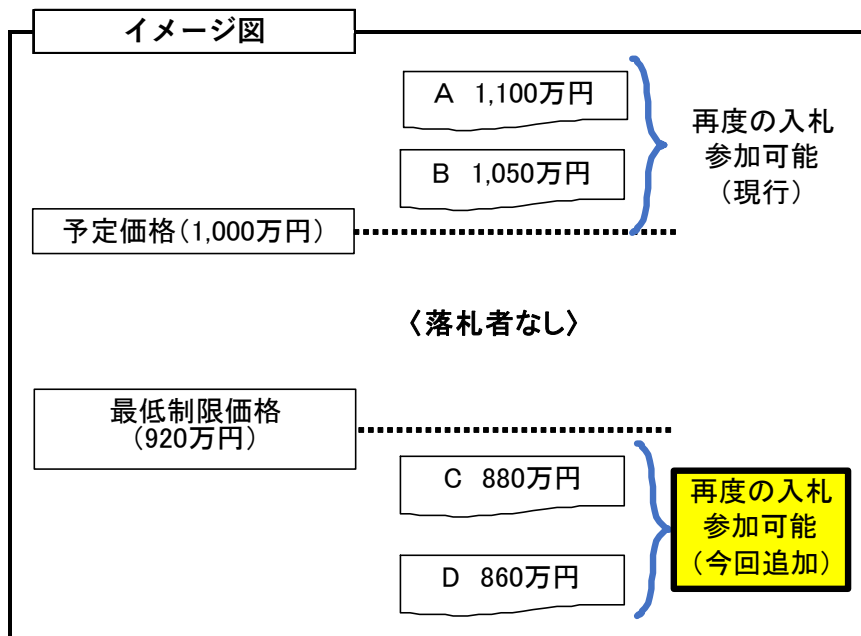 イメージ図
A 1,100万円
B 1,050万円
再度の入札
参加可能
（現行）
予定価格（1,000万円）
〈落札者なし〉
最低制限価格
（920万円）
C 880万円
D 860万円
再度の入札
参加可能
（今回追加）